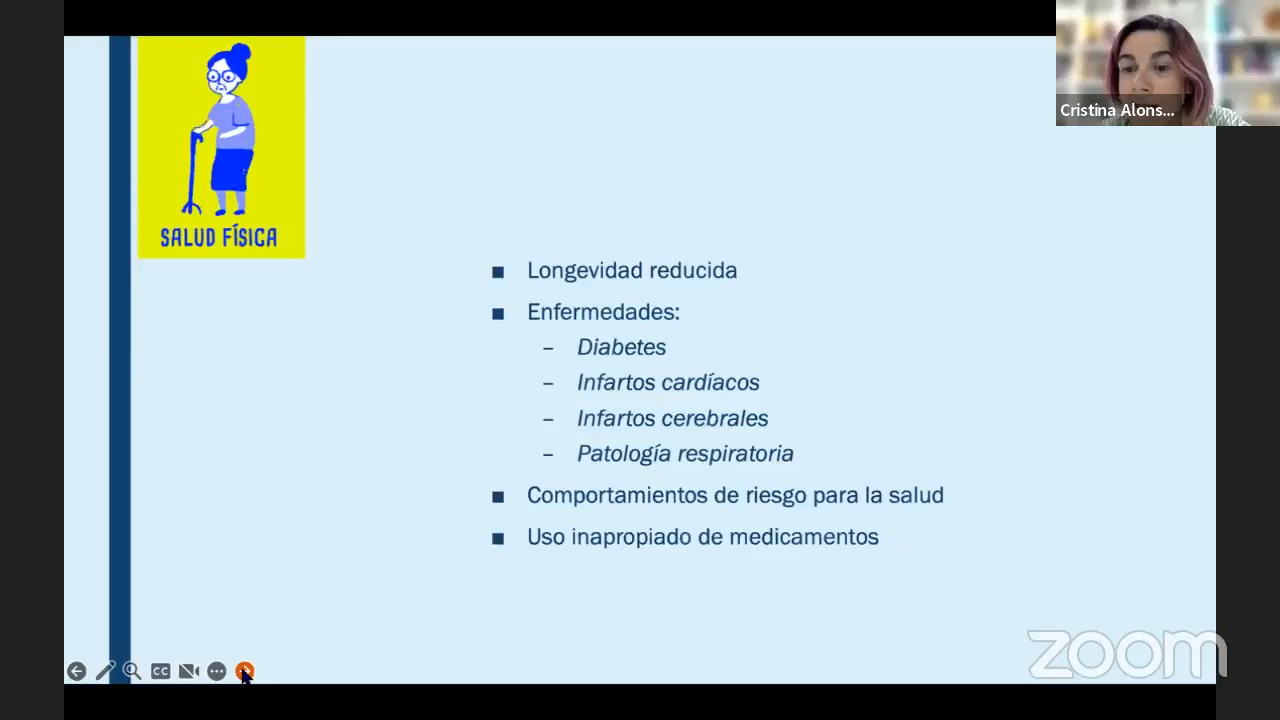 Cristina Alons...
SALUD FÍSICA
■ Longevidad reducida
■ Enfermedades:
– Diabetes
– Infartos cardíacos
– Infartos cerebrales
– Patología respiratoria
■ Comportamientos de riesgo para la salud
■ Uso inapropiado de medicamentos
CC
zoom